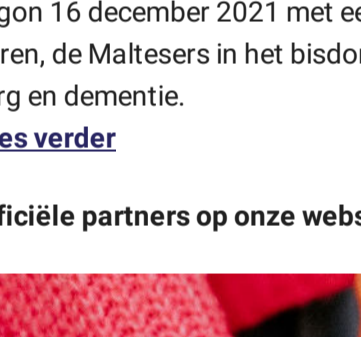 gon 16 december 2021 met e
ren, de Maltesers in het bisdo
rg en dementie.
es verder
ficiële partners op onze webs